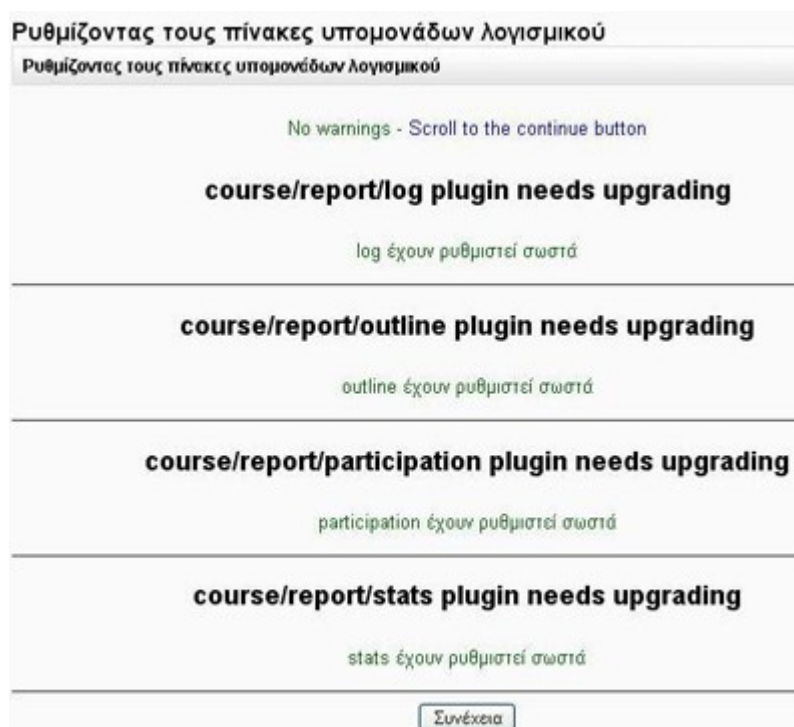 Ρυθμίζοντας τους πίνακες υπομονάδων λογισμικού
Ρυθμίζοντας τους πίνακες υπομονάδων λογισμικού
No warnings - Scroll to the continue button
course/report/log plugin needs upgrading
log έχουν ρυθμιστεί σωστά
course/report/outline plugin needs upgrading
outline έχουν ρυθμιστεί σωστά
course/report/participation plugin needs upgrading
participation έχουν ρυθμιστεί σωστά
course/report/stats plugin needs upgrading
stats έχουν ρυθμιστεί σωστά
Συνέχεια